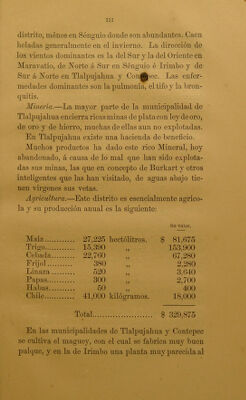 III
distrito, ménos en Sénguio donde son abundantes. Caen
heladas generalmente en el invierno. La direccion de
los vientos dominantes es la del Sur y la del Oriente en
Maravatío, de Norte á Sur en Sénguio é Irimbo y de
Sur á Norte en Tlalpujahua y Contepec. Las enfer-
medades dominantes son la pulmonía, el tifo y la bron-
quitis.
Minería.—La mayor parte de la municipalidad de
Tlalpujahua encierra ricas minas de plata con ley de oro,
de oro y de hierro, muchas de ellas aun no explotadas.
En Tlalpujahua existe una hacienda de beneficio.
Muchos productos ha dado este rico Mineral, hoy
abandonado, á causa de lo mal que han sido explota-
das sus minas, las que en concepto de Burkart y otros
inteligentes que las han visitado, de aguas abajo tie-
nen vírgenes sus vetas.
Agricultura.—Este distrito es esencialmente agríco-
la y su produccion anual es la siguiente:
Su valor.
Maíz........... 27,225 hectólitros. $ 81,675
Trigo.......... 15,390 „ 153,900
Cebada......... 22,760 „ 67,280
Frijol......... 380 „ 2,280
Linaza......... 520 „ 3,640
Papas.......... 300 „ 2,700
Habas.......... 50 „ 400
Chile.......... 41,000 kilógramos. 18,000
Total..................... $ 329,875
En las municipalidades de Tlalpujahua y Contepec
se cultiva el maguey, con el cual se fabrica muy buen
pulque, y en la de Irimbo una planta muy parecida al